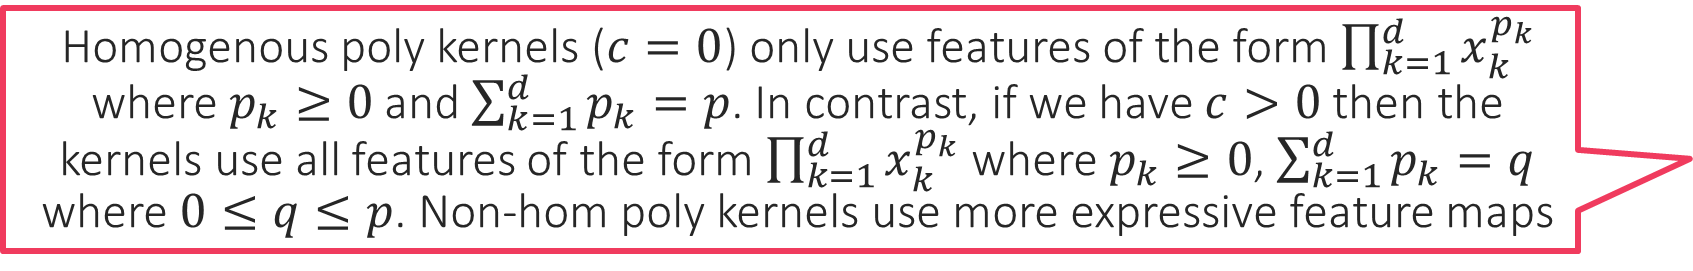 Homogenous poly kernels (𝑐 = 0) only use features of the form ∏_{𝑘=1}^{𝑑} 𝑥_𝑘^{𝑝_𝑘}
where 𝑝_𝑘 ≥ 0 and ∑_{𝑘=1}^{𝑑} 𝑝_𝑘 = 𝑝. In contrast, if we have 𝑐 > 0 then the
kernels use all features of the form ∏_{𝑘=1}^{𝑑} 𝑥_𝑘^{𝑝_𝑘} where 𝑝_𝑘 ≥ 0, ∑_{𝑘=1}^{𝑑} 𝑝_𝑘 = 𝑞
where 0 ≤ 𝑞 ≤ 𝑝. Non-hom poly kernels use more expressive feature maps